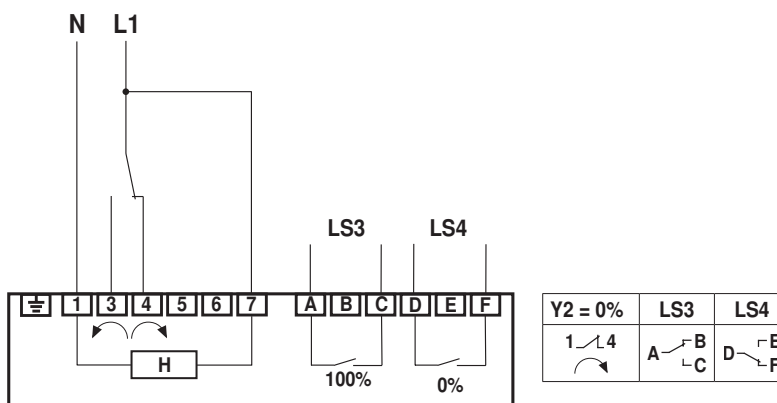 N L1
LS3 LS4
1 3 4 5 6 7 A B C D E F
H
100% 0%
Y2 = 0% LS3 LS4
1 4 A B C D E F